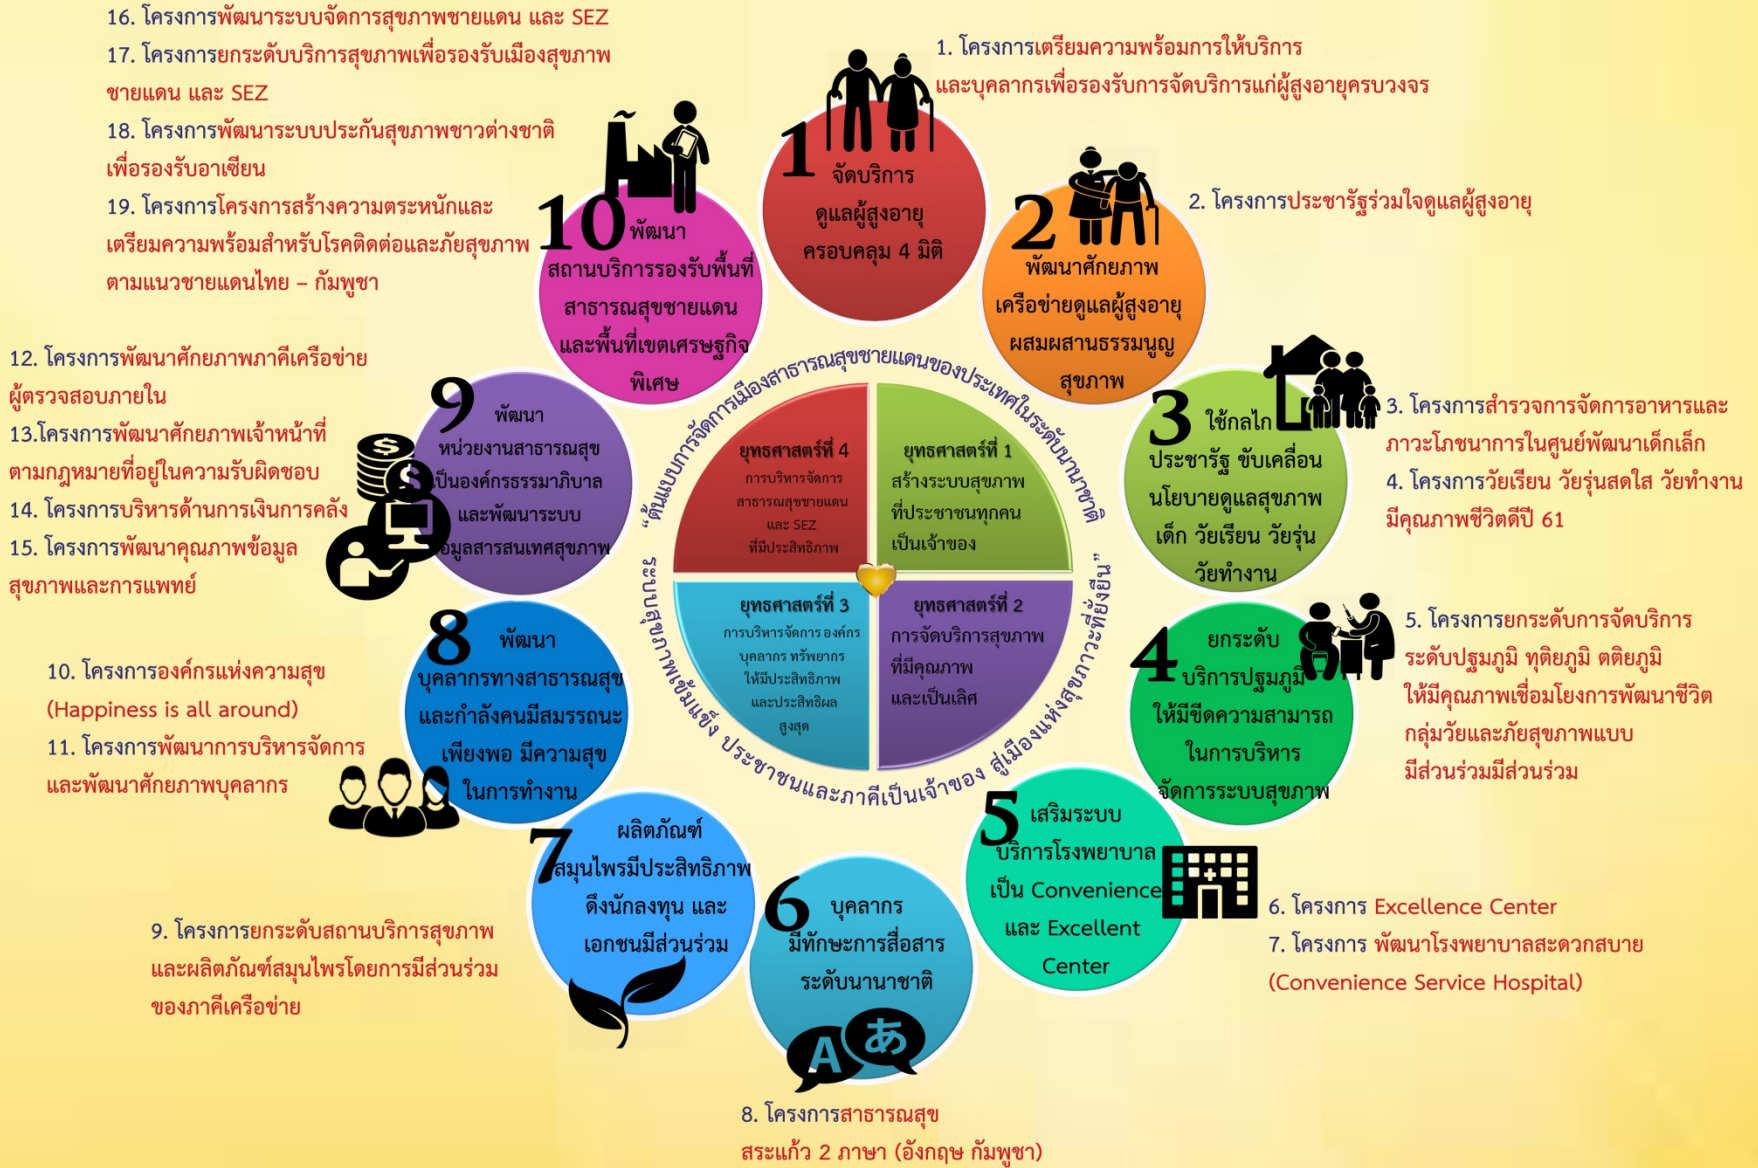 16. โครงการพัฒนาระบบจัดการสุขภาพชายแดน และ SEZ
17. โครงการยกระดับบริการสุขภาพเพื่อรองรับเมืองสุขภาพ
ชายแดน และ SEZ
18. โครงการพัฒนาระบบประกันสุขภาพชาวต่างชาติ
เพื่อรองรับอาเซียน
19. โครงการโครงการสร้างความตระหนักและ
เตรียมความพร้อมสำหรับโรคติดต่อและภัยสุขภาพ
ตามแนวชายแดนไทย – กัมพูชา
1. โครงการเตรียมความพร้อมการให้บริการ
และบุคลากรเพื่อรองรับการจัดบริการแก่ผู้สูงอายุครบวงจร
1
จัดบริการ
ดูแลผู้สูงอายุ
ครอบคลุม 4 มิติ
2. โครงการประชารัฐร่วมใจดูแลผู้สูงอายุ
2
พัฒนาศักยภาพ
เครือข่ายดูแลผู้สูงอายุ
ผสมผสานธรรมนูญ
สุขภาพ
3
ใช้กลไก
ประชารัฐ ขับเคลื่อน
นโยบายดูแลสุขภาพ
เด็ก วัยเรียน วัยรุ่น
วัยทำงาน
3. โครงการสำรวจการจัดการอาหารและ
ภาวะโภชนาการในศูนย์พัฒนาเด็กเล็ก
4. โครงการวัยเรียน วัยรุ่นสดใส วัยทำงาน
มีคุณภาพชีวิตดีปี 61
4
ยกระดับ
บริการปฐมภูมิ
ให้มีขีดความสามารถ
ในการบริหาร
จัดการระบบสุขภาพ
5. โครงการยกระดับการจัดบริการ
ระดับปฐมภูมิ ทุติยภูมิ ตติยภูมิ
ให้มีคุณภาพเชื่อมโยงการพัฒนาชีวิต
กลุ่มวัยและภัยสุขภาพแบบ
มีส่วนร่วมมีส่วนร่วม
5
เสริมระบบ
บริการโรงพยาบาล
เป็น Convenience
และ Excellent
Center
6. โครงการ Excellence Center
7. โครงการ พัฒนาโรงพยาบาลสะดวกสบาย
(Convenience Service Hospital)
6
บุคลากร
มีทักษะการสื่อสาร
ระดับนานาชาติ
A あ
8. โครงการสาธารณสุข
สระแก้ว 2 ภาษา (อังกฤษ กัมพูชา)
7
ผลิตภัณฑ์
สมุนไพรมีประสิทธิภาพ
ดึงนักลงทุน และ
เอกชนมีส่วนร่วม
9. โครงการยกระดับสถานบริการสุขภาพ
และผลิตภัณฑ์สมุนไพรโดยการมีส่วนร่วม
ของภาคีเครือข่าย
8
พัฒนา
บุคลากรทางสาธารณสุข
และกำลังคนมีสมรรถนะ
เพียงพอ มีความสุข
ในการทำงาน
10. โครงการองค์กรแห่งความสุข
(Happiness is all around)
11. โครงการพัฒนาการบริหารจัดการ
และพัฒนาศักยภาพบุคลากร
9
พัฒนา
หน่วยงานสาธารณสุข
เป็นองค์กรธรรมาภิบาล
และพัฒนาระบบ
ข้อมูลสารสนเทศสุขภาพ
12. โครงการพัฒนาศักยภาพภาคีเครือข่าย
ผู้ตรวจสอบภายใน
13.โครงการพัฒนาศักยภาพเจ้าหน้าที่
ตามกฎหมายที่อยู่ในความรับผิดชอบ
14. โครงการบริหารด้านการเงินการคลัง
15. โครงการพัฒนาคุณภาพข้อมูล
สุขภาพและการแพทย์
$
$
10
พัฒนา
สถานบริการรองรับพื้นที่
สาธารณสุขชายแดน
และพื้นที่เขตเศรษฐกิจ
พิเศษ
"ต้นแบบการจัดการเมืองสาธารณสุขชายแดนของประเทศในระดับนานาชาติ
ระบบสุขภาพเข้มแข็ง ประชาชนและภาคีเป็นเจ้าของ สู่เมืองแห่งสุขภาวะที่ยั่งยืน"
ยุทธศาสตร์ที่ 1
สร้างระบบสุขภาพ
ที่ประชาชนทุกคน
เป็นเจ้าของ
ยุทธศาสตร์ที่ 2
การจัดบริการสุขภาพ
ที่มีคุณภาพ
และเป็นเลิศ
ยุทธศาสตร์ที่ 3
การบริหารจัดการ องค์กร
บุคลากร ทรัพยากร
ให้มีประสิทธิภาพ
และประสิทธิผล
สูงสุด
ยุทธศาสตร์ที่ 4
การบริหารจัดการ
สาธารณสุขชายแดน
และ SEZ
ที่มีประสิทธิภาพ